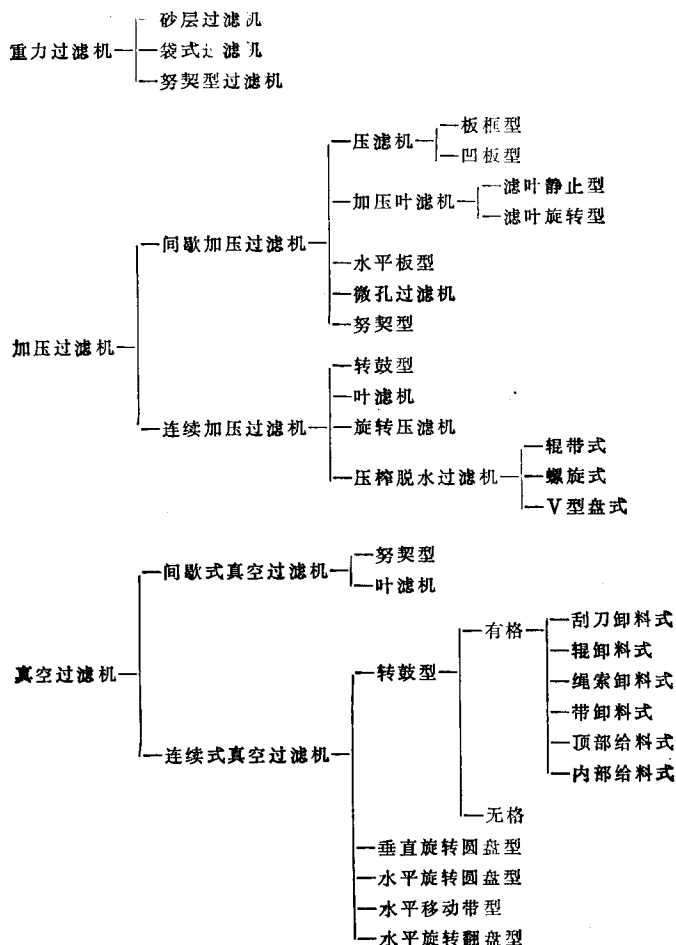 砂层过滤机
重力过滤机
袋式过滤机
努契型过滤机
板框型
压滤机
凹板型
滤叶静止型
加压叶滤机
滤叶旋转型
间歇加压过滤机
水平板型
微孔过滤机
努契型
加压过滤机
转鼓型
叶滤机
连续加压过滤机
旋转压滤机
辊带式
压榨脱水过滤机
螺旋式
V型盘式
努契型
间歇式真空过滤机
叶滤机
刮刀卸料式
有格
辊卸料式
真空过滤机
转鼓型
绳索卸料式
带卸料式
顶部给料式
连续式真空过滤机
内部给料式
无格
垂直旋转圆盘型
水平旋转圆盘型
水平移动带型
水平旋转翻盘型